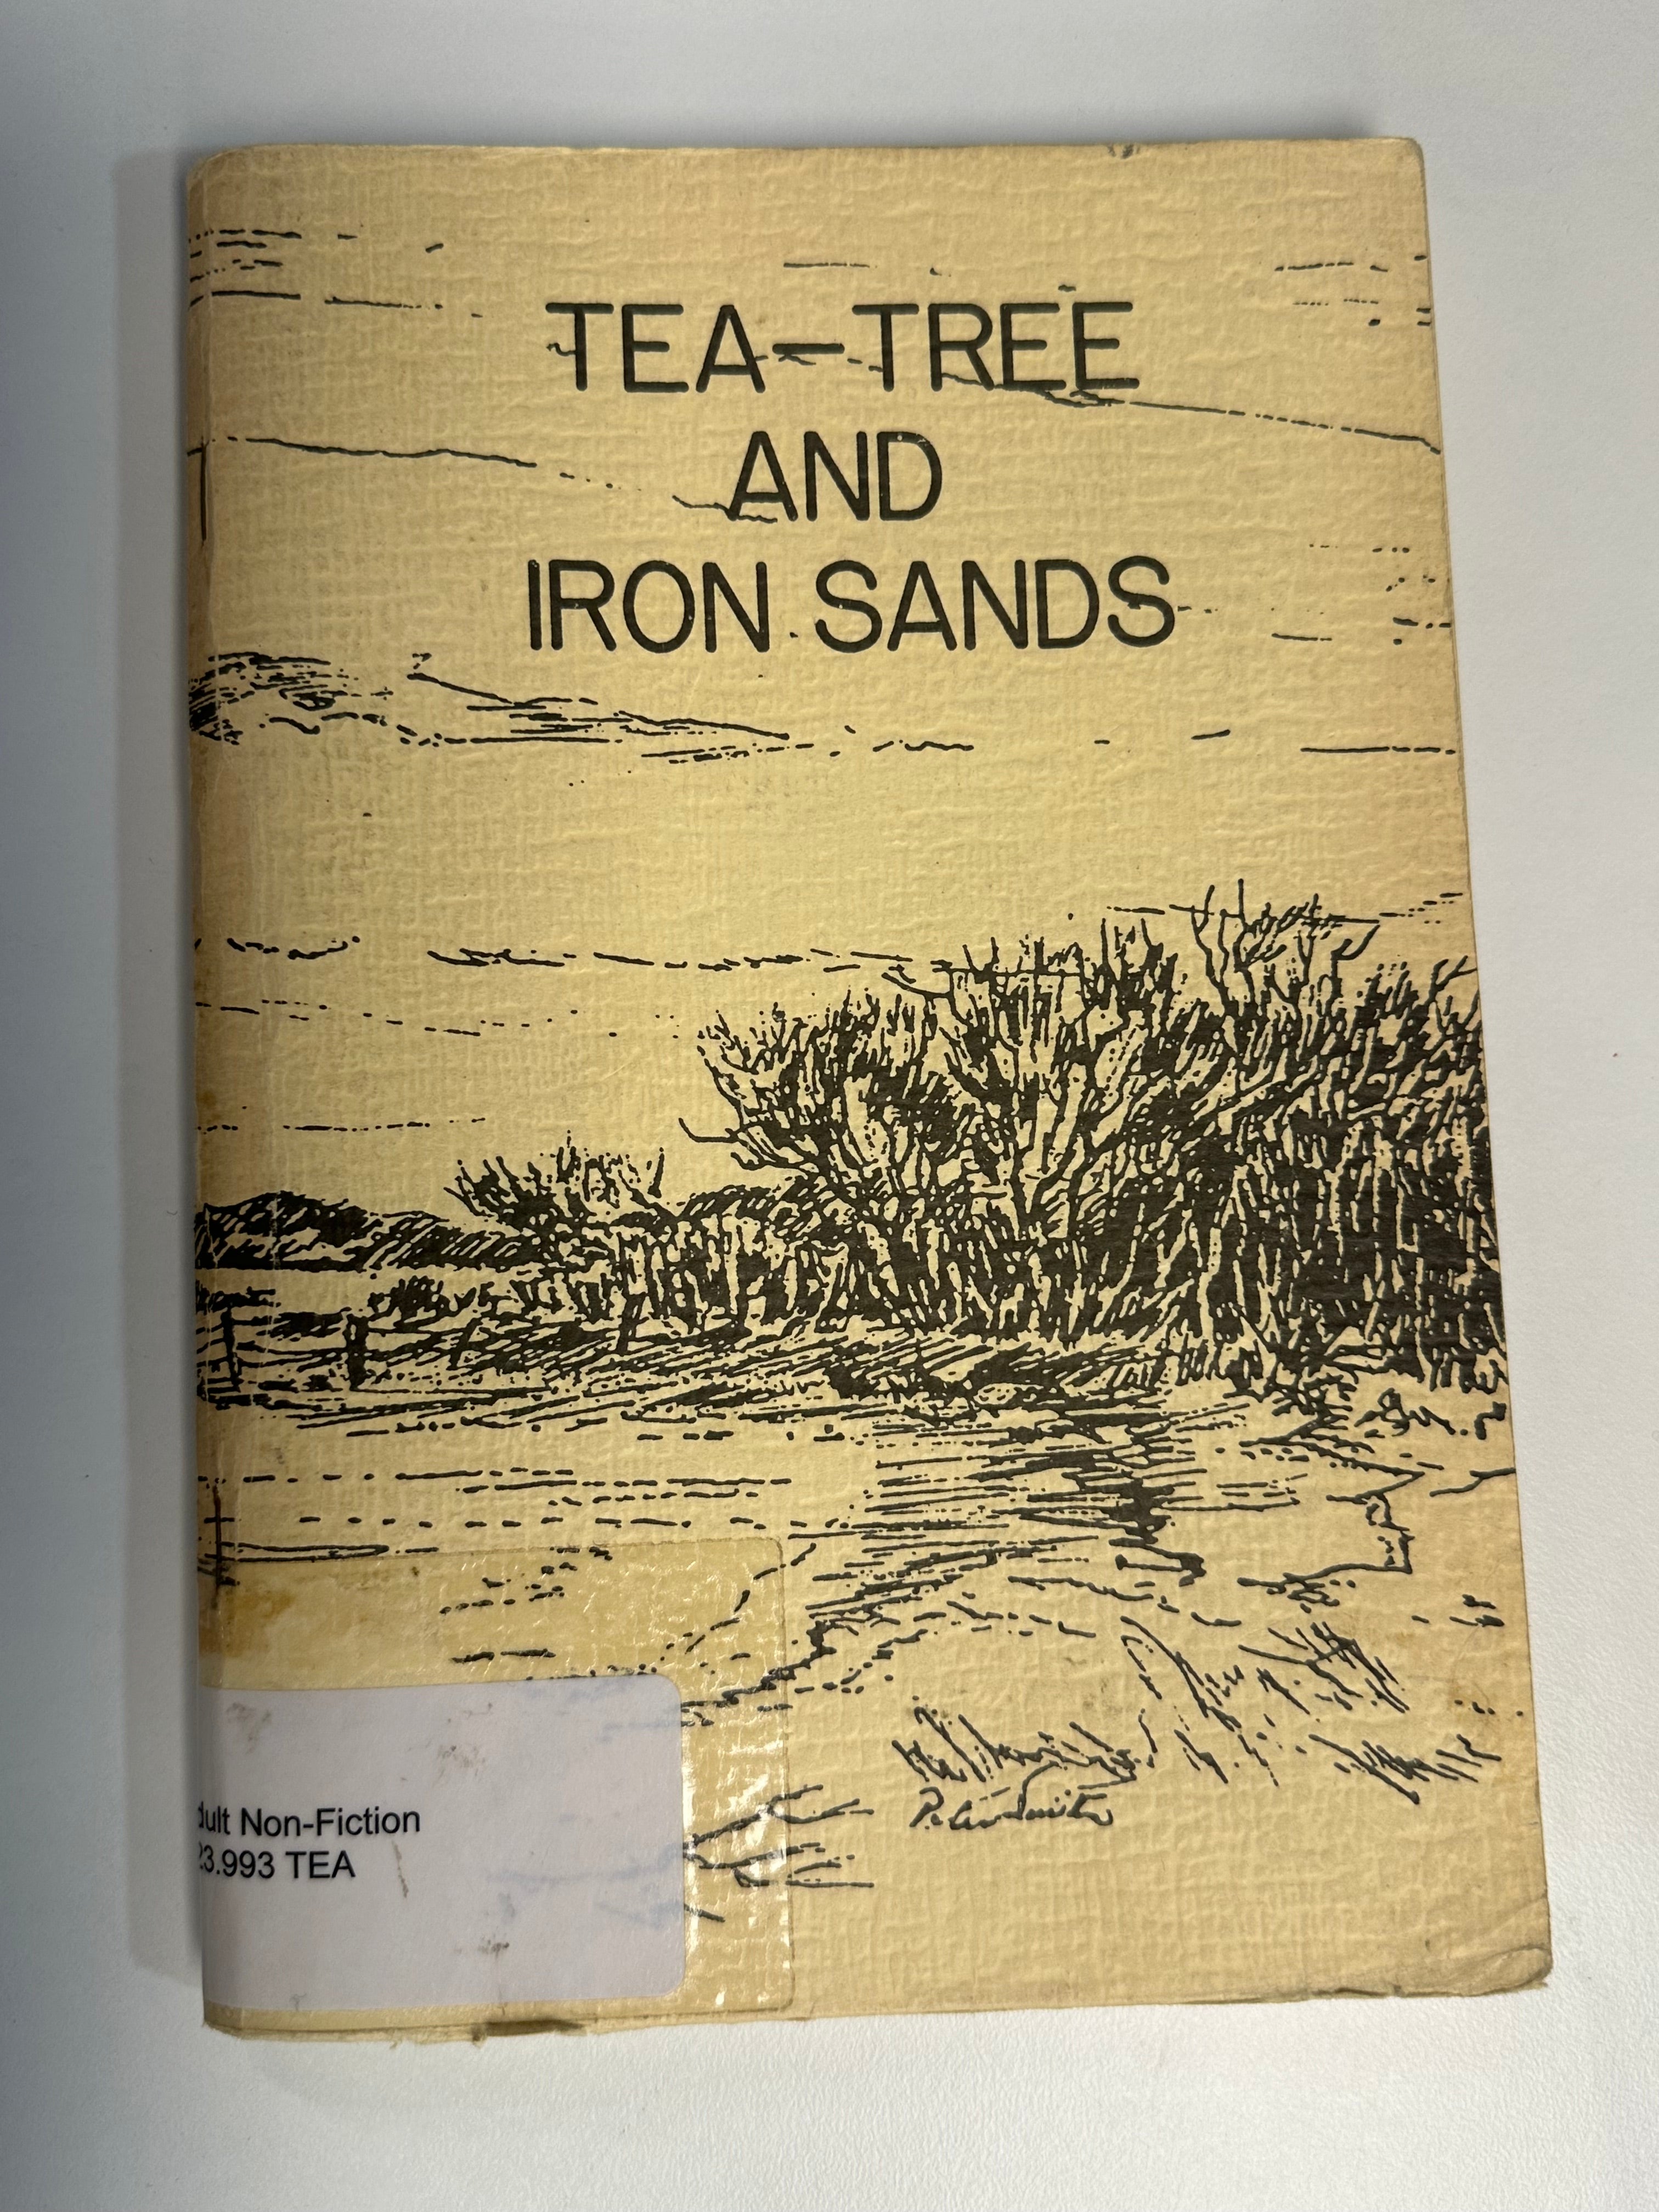 TEA-TREE
AND
IRON SANDS
dult Non-Fiction
23.993 TEA